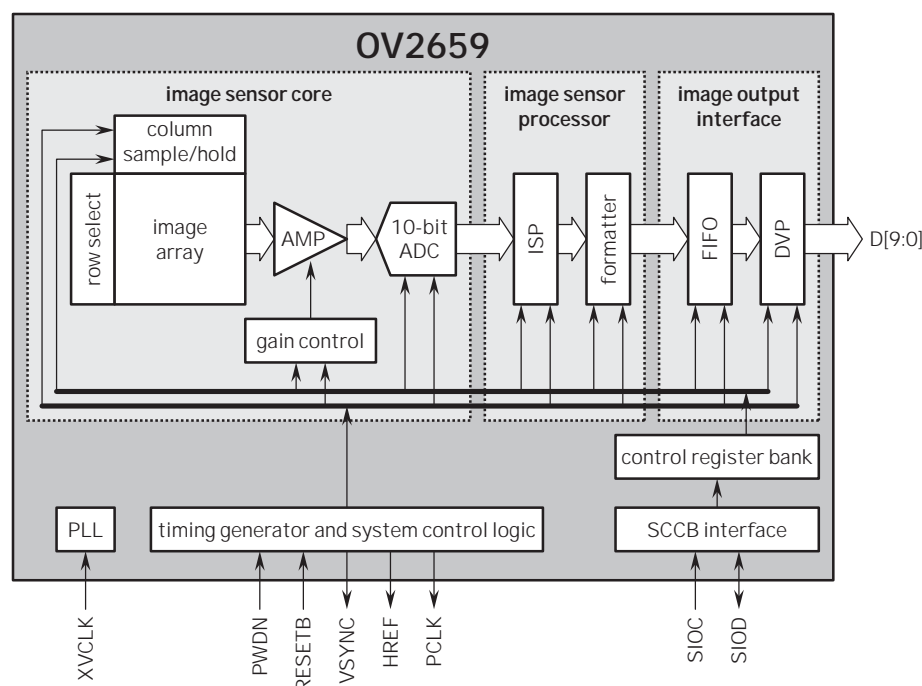 OV2659
image sensor core
image sensor
processor
image output
interface
column
sample/hold
row select
image
array
AMP
10-bit
ADC
gain control
ISP
formatter
FIFO
DVP
D[9:0]
control register bank
PLL
timing generator and system control logic
SCCB interface
XVCLK
PWDN
RESETB
VSYNC
HREF
PCLK
SIOC
SIOD